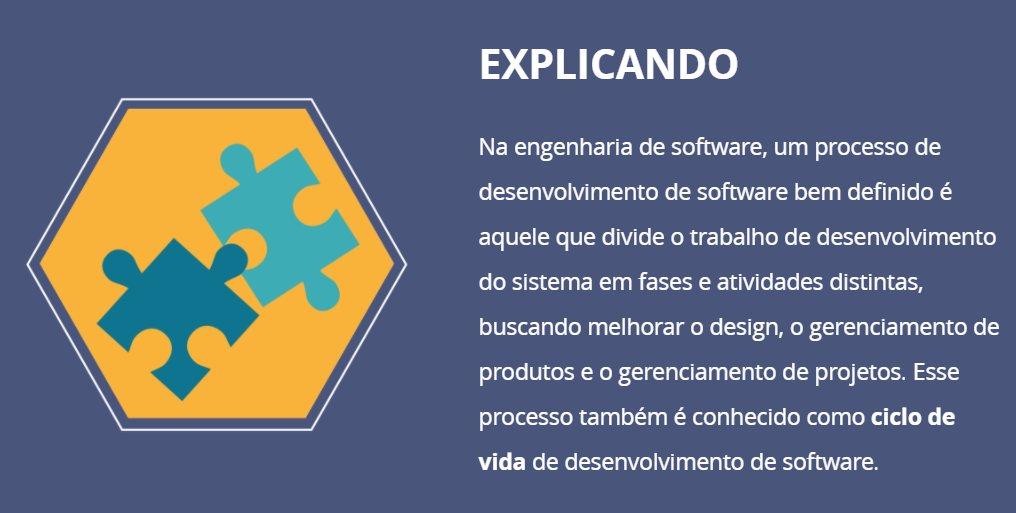 EXPLICANDO
Na engenharia de software, um processo de
desenvolvimento de software bem definido é
aquele que divide o trabalho de desenvolvimento
do sistema em fases e atividades distintas,
buscando melhorar o design, o gerenciamento de
produtos e o gerenciamento de projetos. Esse
processo também é conhecido como ciclo de
vida de desenvolvimento de software.